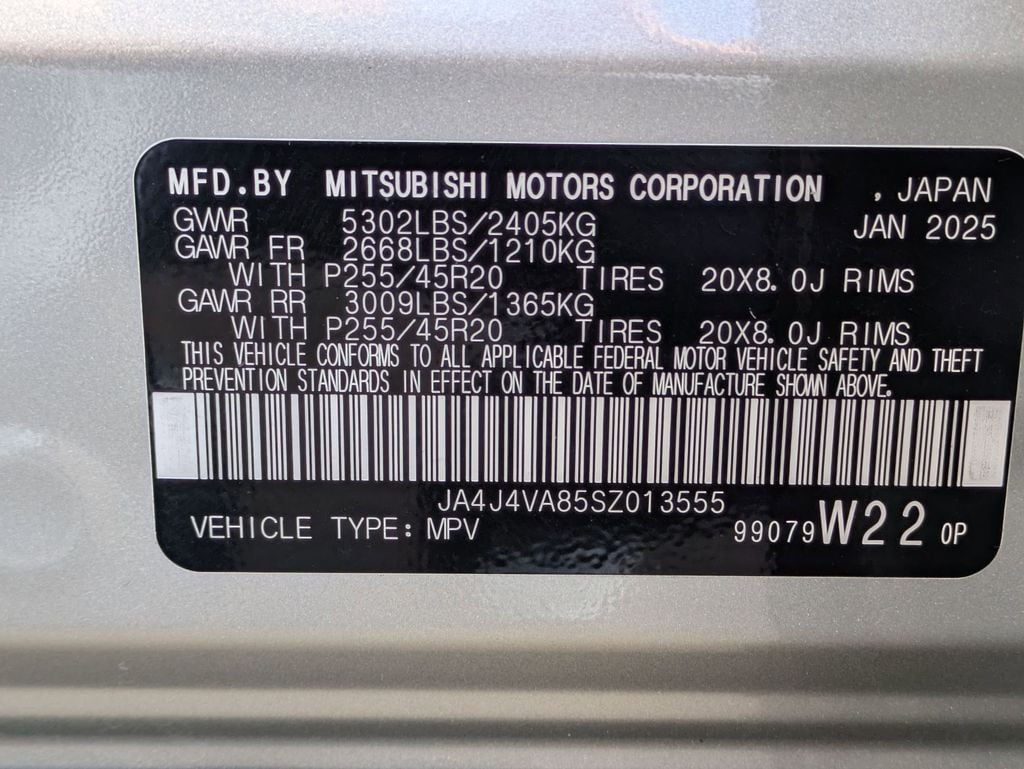 MFD.BY MITSUBISHI MOTORS CORPORATION , JAPAN
GVWR 5302LBS/2405KG JAN 2025
GAWR FR 2668LBS/1210KG
WITH P255/45R20 TIRES 20X8.0J RIMS
GAWR RR 3009LBS/1365KG
WITH P255/45R20 TIRES 20X8.0J RIMS
THIS VEHICLE CONFORMS TO ALL APPLICABLE FEDERAL MOTOR VEHICLE SAFETY AND THEFT
PREVENTION STANDARDS IN EFFECT ON THE DATE OF MANUFACTURE SHOWN ABOVE.
JA4J4VA85SZ013555
VEHICLE TYPE: MPV 99079 W22 0P